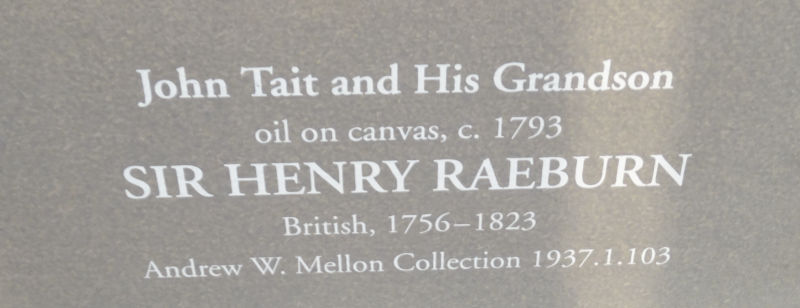 John Tait and His Grandson
oil on canvas, c. 1793
SIR HENRY RAEBURN
British, 1756–1823
Andrew W. Mellon Collection 1937.1.103